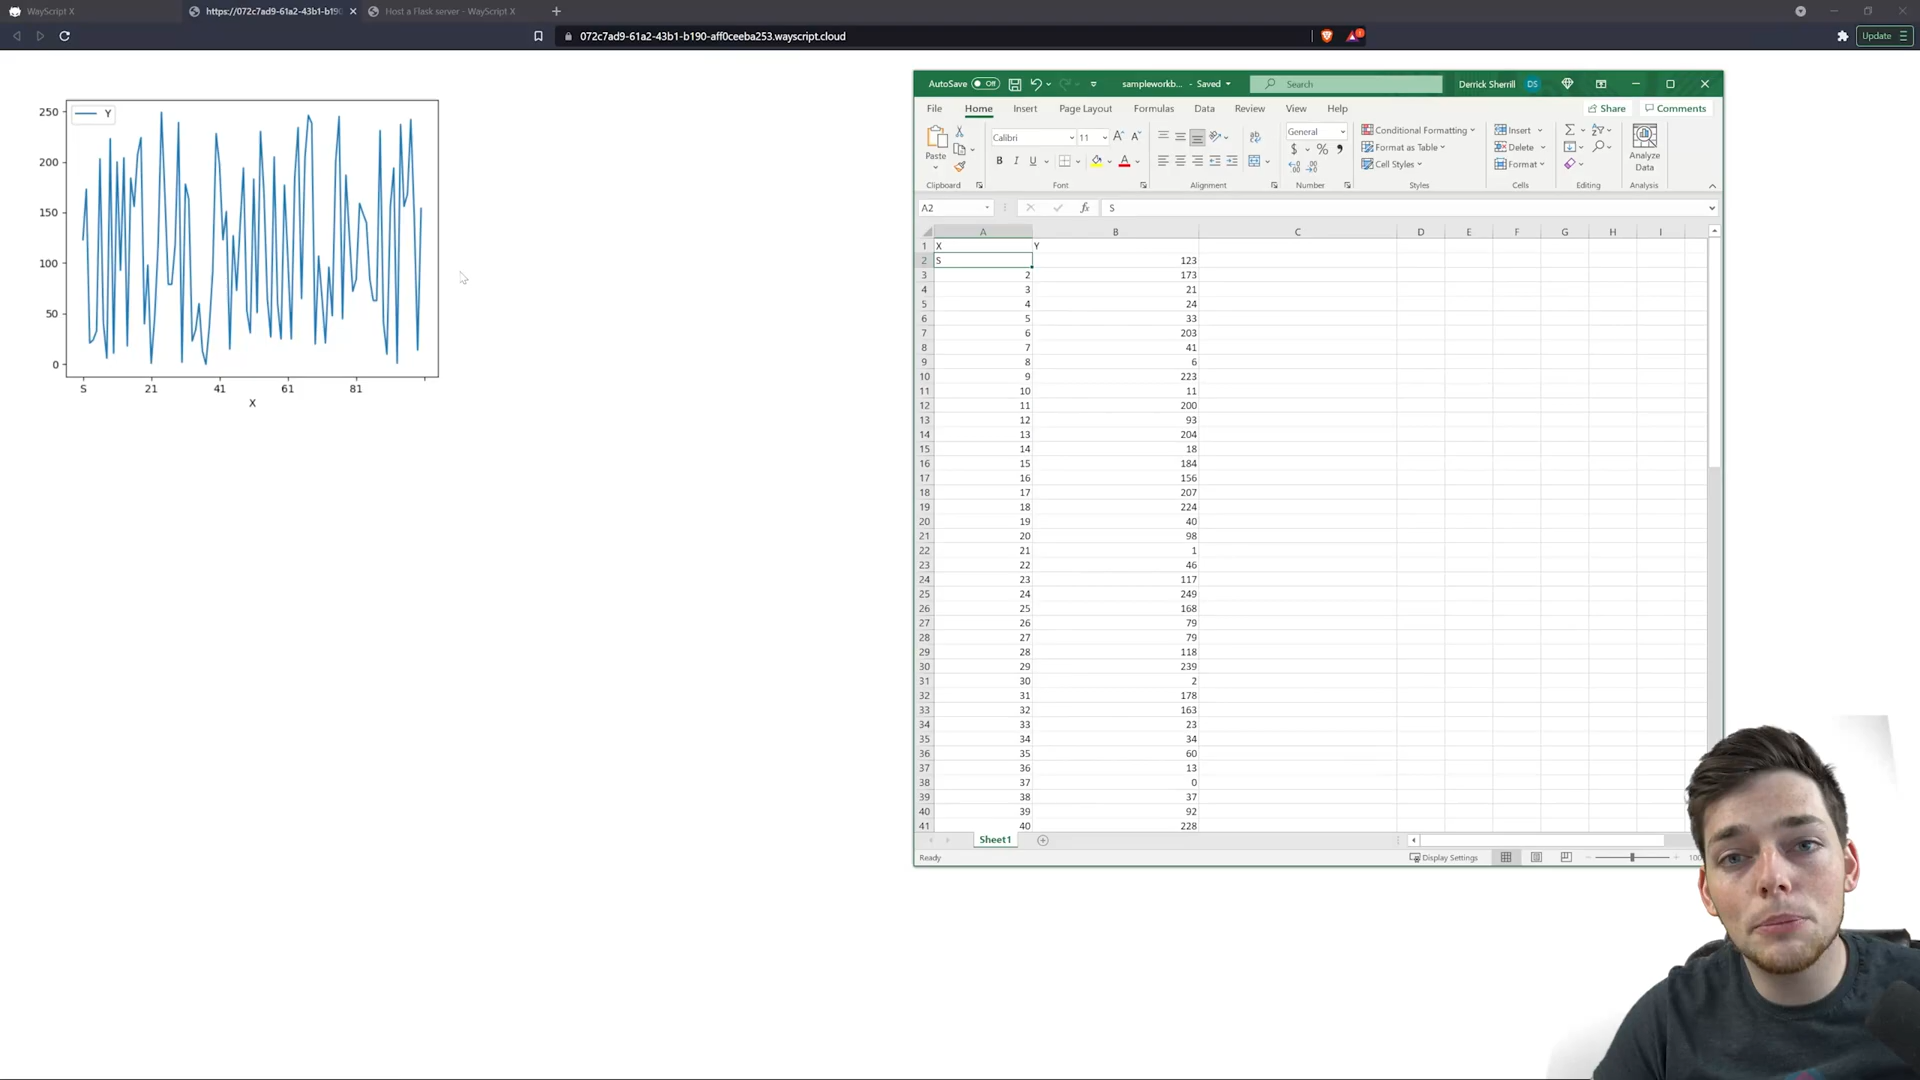 WayScript X
https://072c7ad9-61a2-43b1-b190
Host a Flask server - WayScript X
072c7ad9-61a2-43b1-b190-aff0ceeba253.wayscript.cloud
1
Update
250
200
150
100
50
0
Y
S 21 41 61 81
X
AutoSave Off sampleworkb... - Saved Search Derrick Sherrill DS
File Home Insert Page Layout Formulas Data Review View Help Share Comments
Paste
Calibri 11 A A
B I U A
ab
General
$ % 9
Conditional Formatting
Format as Table
Cell Styles
Insert
Delete
Format
Analyze
Data
Clipboard Font Alignment Number Styles Cells Editing Analysis
A2 fx S
A B C D E F G H I
1 X Y
2 S 123
3 2 173
4 3 21
5 4 24
6 5 33
7 6 203
8 7 41
9 8 6
10 9 223
11 10 11
12 11 200
13 12 93
14 13 204
15 14 18
16 15 184
17 16 156
18 17 207
19 18 224
20 19 40
21 20 98
22 21 1
23 22 46
24 23 117
25 24 249
26 25 168
27 26 79
28 27 79
29 28 118
30 29 239
31 30 2
32 31 178
33 32 163
34 33 23
35 34 34
36 35 60
37 36 13
38 37 0
39 38 37
40 39 92
41 40 228
Sheet1
Ready Display Settings 100